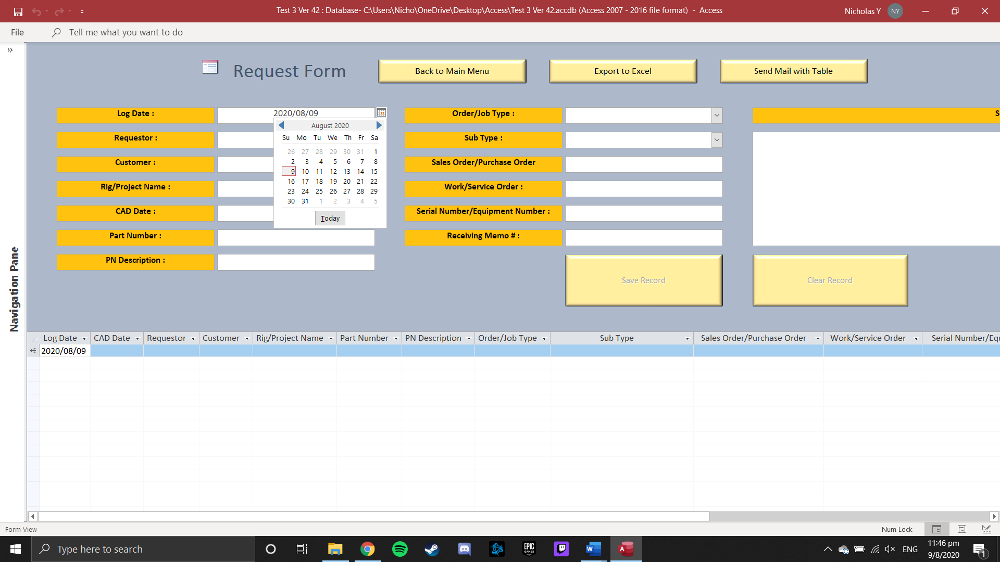 Test 3 Ver 42 : Database- C:\Users\Nicho\OneDrive\Desktop\Access\Test 3 Ver 42.accdb (Access 2007 - 2016 file format) - Access
Nicholas Y NY
File Tell me what you want to do
Navigation Pane
Request Form
Back to Main Menu
Export to Excel
Send Mail with Table
Log Date : 2020/08/09
Requestor :
Customer :
Rig/Project Name :
CAD Date :
Part Number :
PN Description :
August 2020
Su Mo Tu We Th Fr Sa
26 27 28 29 30 31 1
2 3 4 5 6 7 8
9 10 11 12 13 14 15
16 17 18 19 20 21 22
23 24 25 26 27 28 29
30 31 1 2 3 4 5
Today
Order/Job Type :
Sub Type :
Sales Order/Purchase Order
Work/Service Order :
Serial Number/Equipment Number :
Receiving Memo # :
S
Save Record
Clear Record
Log Date CAD Date Requestor Customer Rig/Project Name Part Number PN Description Order/Job Type Sub Type Sales Order/Purchase Order Work/Service Order Serial Number/Equ
2020/08/09
Form View
Num Lock
Type here to search
EPIC GAMES
ENG
11:46 pm
9/8/2020
1